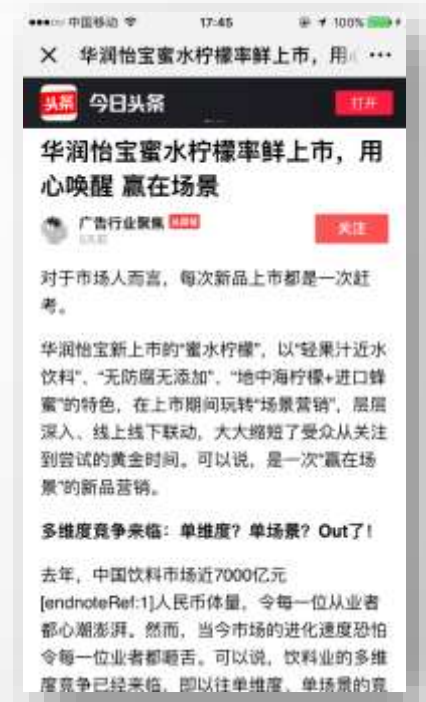 中国移动
17:45
100%
华润怡宝蜜水柠檬率鲜上市，用
头条
今日头条
打开
华润怡宝蜜水柠檬率鲜上市，用
心唤醒 赢在场景
广告行业聚焦
关注
对于市场人而言，每次新品上市都是一次赶
考。
华润怡宝新上市的“蜜水柠檬”，以“轻果汁近水
饮料”、“无防腐无添加”、“地中海柠檬+进口蜂
蜜”的特色，在上市期间玩转“场景营销”，层层
深入、线上线下联动，大大缩短了受众从关注
到尝试的黄金时间。可以说，是一次“赢在场
景”的新品营销。
多维度竞争来临：单维度？单场景？Out了！
去年，中国饮料市场近7000亿元
[endnoteRef:1]人民币体量，令每一位从业者
都心潮澎湃。然而，当今市场的进化速度恐怕
令每一位业者都咂舌。可以说，饮料业的多维
度竞争已经来临，即以往单维度、单场景的竞